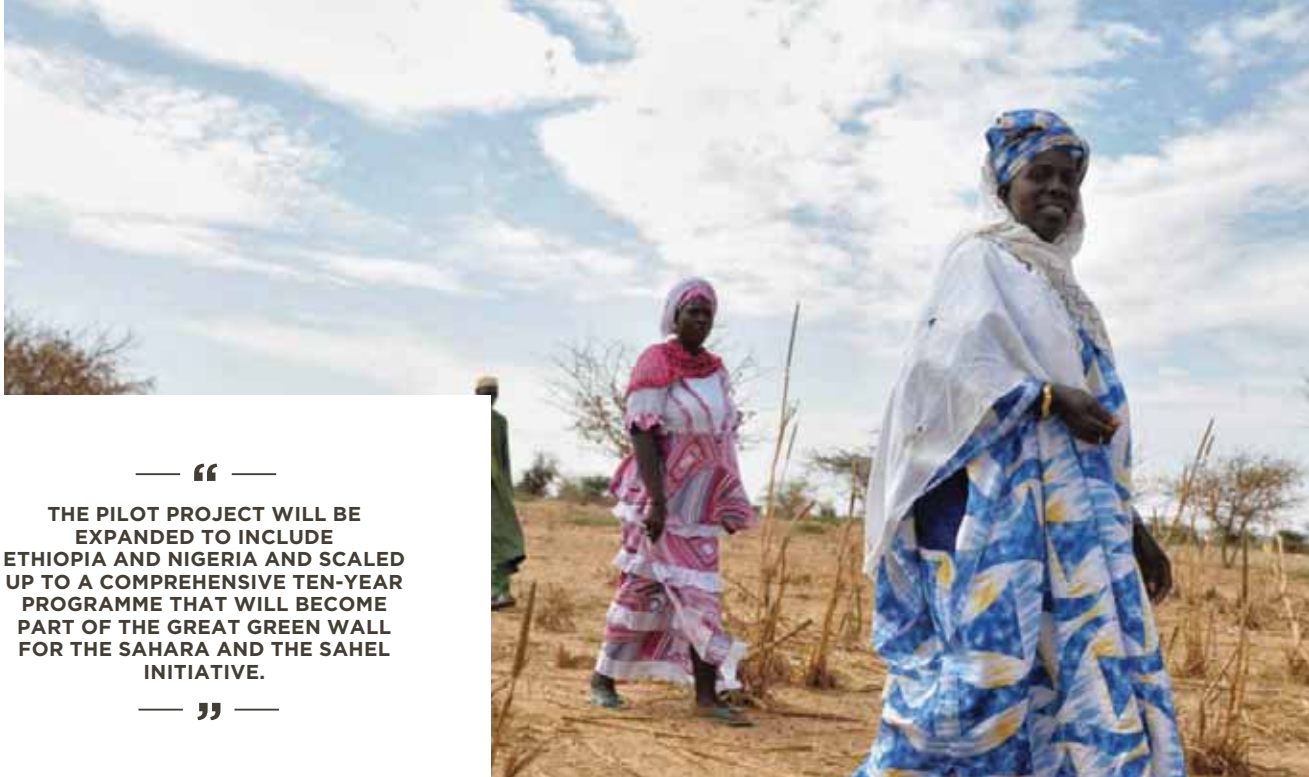 “
THE PILOT PROJECT WILL BE
EXPANDED TO INCLUDE
ETHIOPIA AND NIGERIA AND SCALED
UP TO A COMPREHENSIVE TEN-YEAR
PROGRAMME THAT WILL BECOME
PART OF THE GREAT GREEN WALL
FOR THE SAHARA AND THE SAHEL
INITIATIVE.
”